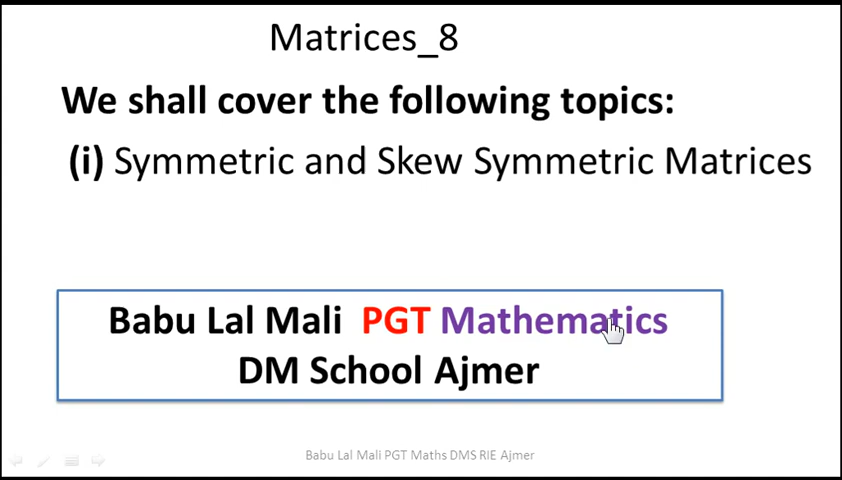 Matrices_8
We shall cover the following topics:
(i) Symmetric and Skew Symmetric Matrices
Babu Lal Mali PGT Mathematics
DM School Ajmer
Babu Lal Mali PGT Maths DMS RIE Ajmer